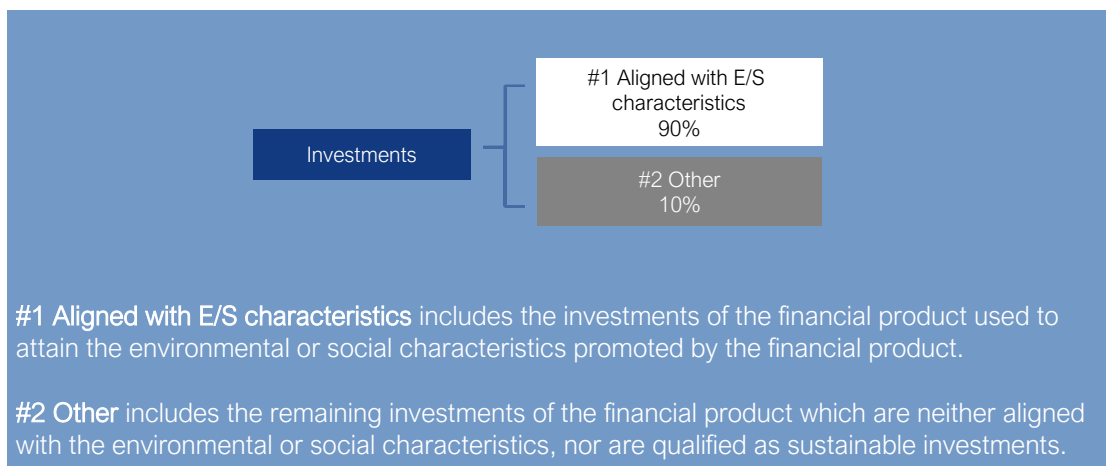 #1 Aligned with E/S
characteristics
90%
Investments
#2 Other
10%
#1 Aligned with E/S characteristics includes the investments of the financial product used to
attain the environmental or social characteristics promoted by the financial product.
#2 Other includes the remaining investments of the financial product which are neither aligned
with the environmental or social characteristics, nor are qualified as sustainable investments.